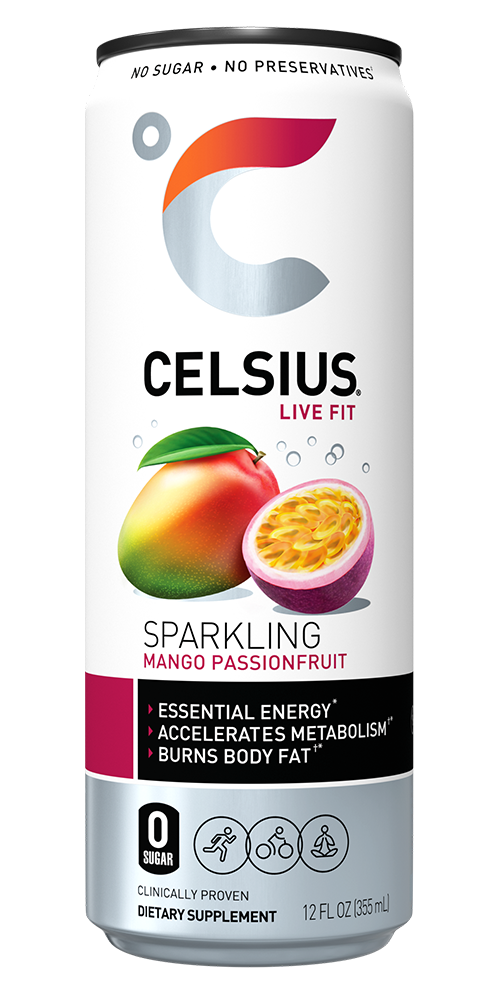 NO SUGAR • NO PRESERVATIVES
CELSIUS®
LIVE FIT
SPARKLING
MANGO PASSIONFRUIT
ESSENTIAL ENERGY*
ACCELERATES METABOLISM†*
BURNS BODY FAT†*
0
SUGAR
CLINICALLY PROVEN
DIETARY SUPPLEMENT
12 FL OZ (355 mL)